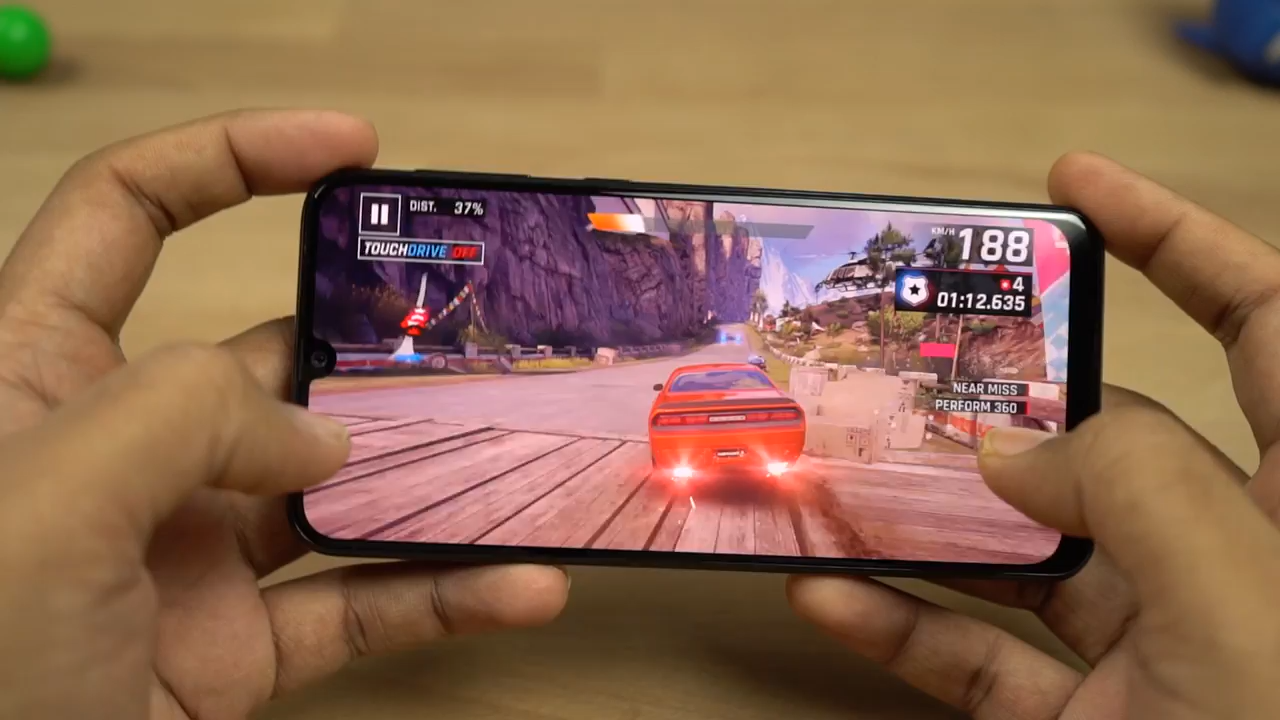 DIST. 37%
TOUCHDRIVE OFF
KM/H 188
4
01:12.635
NEAR MISS
PERFORM 360